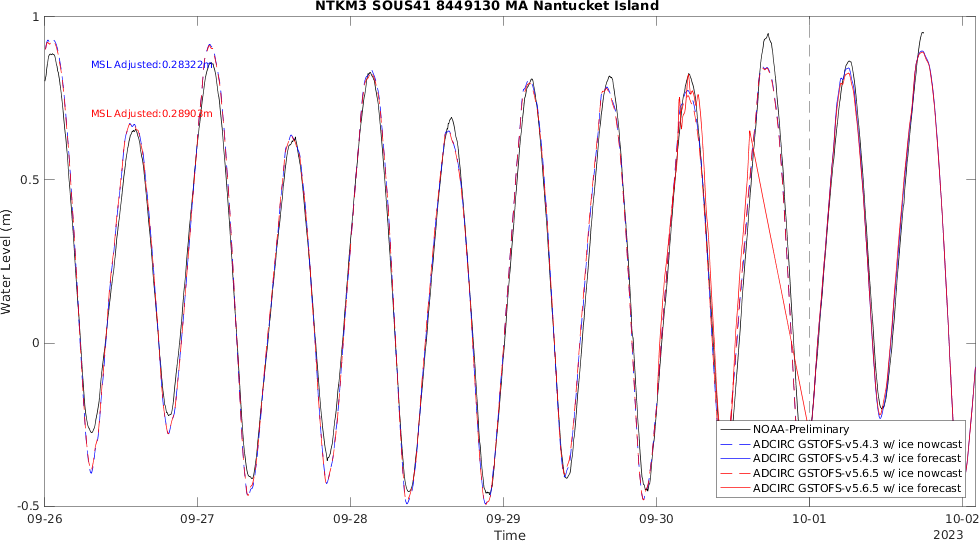 NTKM3 SOUS41 8449130 MA Nantucket Island
1
MSL Adjusted:0.28322m
MSL Adjusted:0.28902m
0.5
Water Level (m)
0
NOAA-Preliminary
ADCIRC GSTOFS-v5.4.3 w/ ice nowcast
ADCIRC GSTOFS-v5.4.3 w/ ice forecast
ADCIRC GSTOFS-v5.6.5 w/ ice nowcast
ADCIRC GSTOFS-v5.6.5 w/ ice forecast
-0.5
09-26 09-27 09-28 09-29 09-30 10-01 10-02
Time 2023